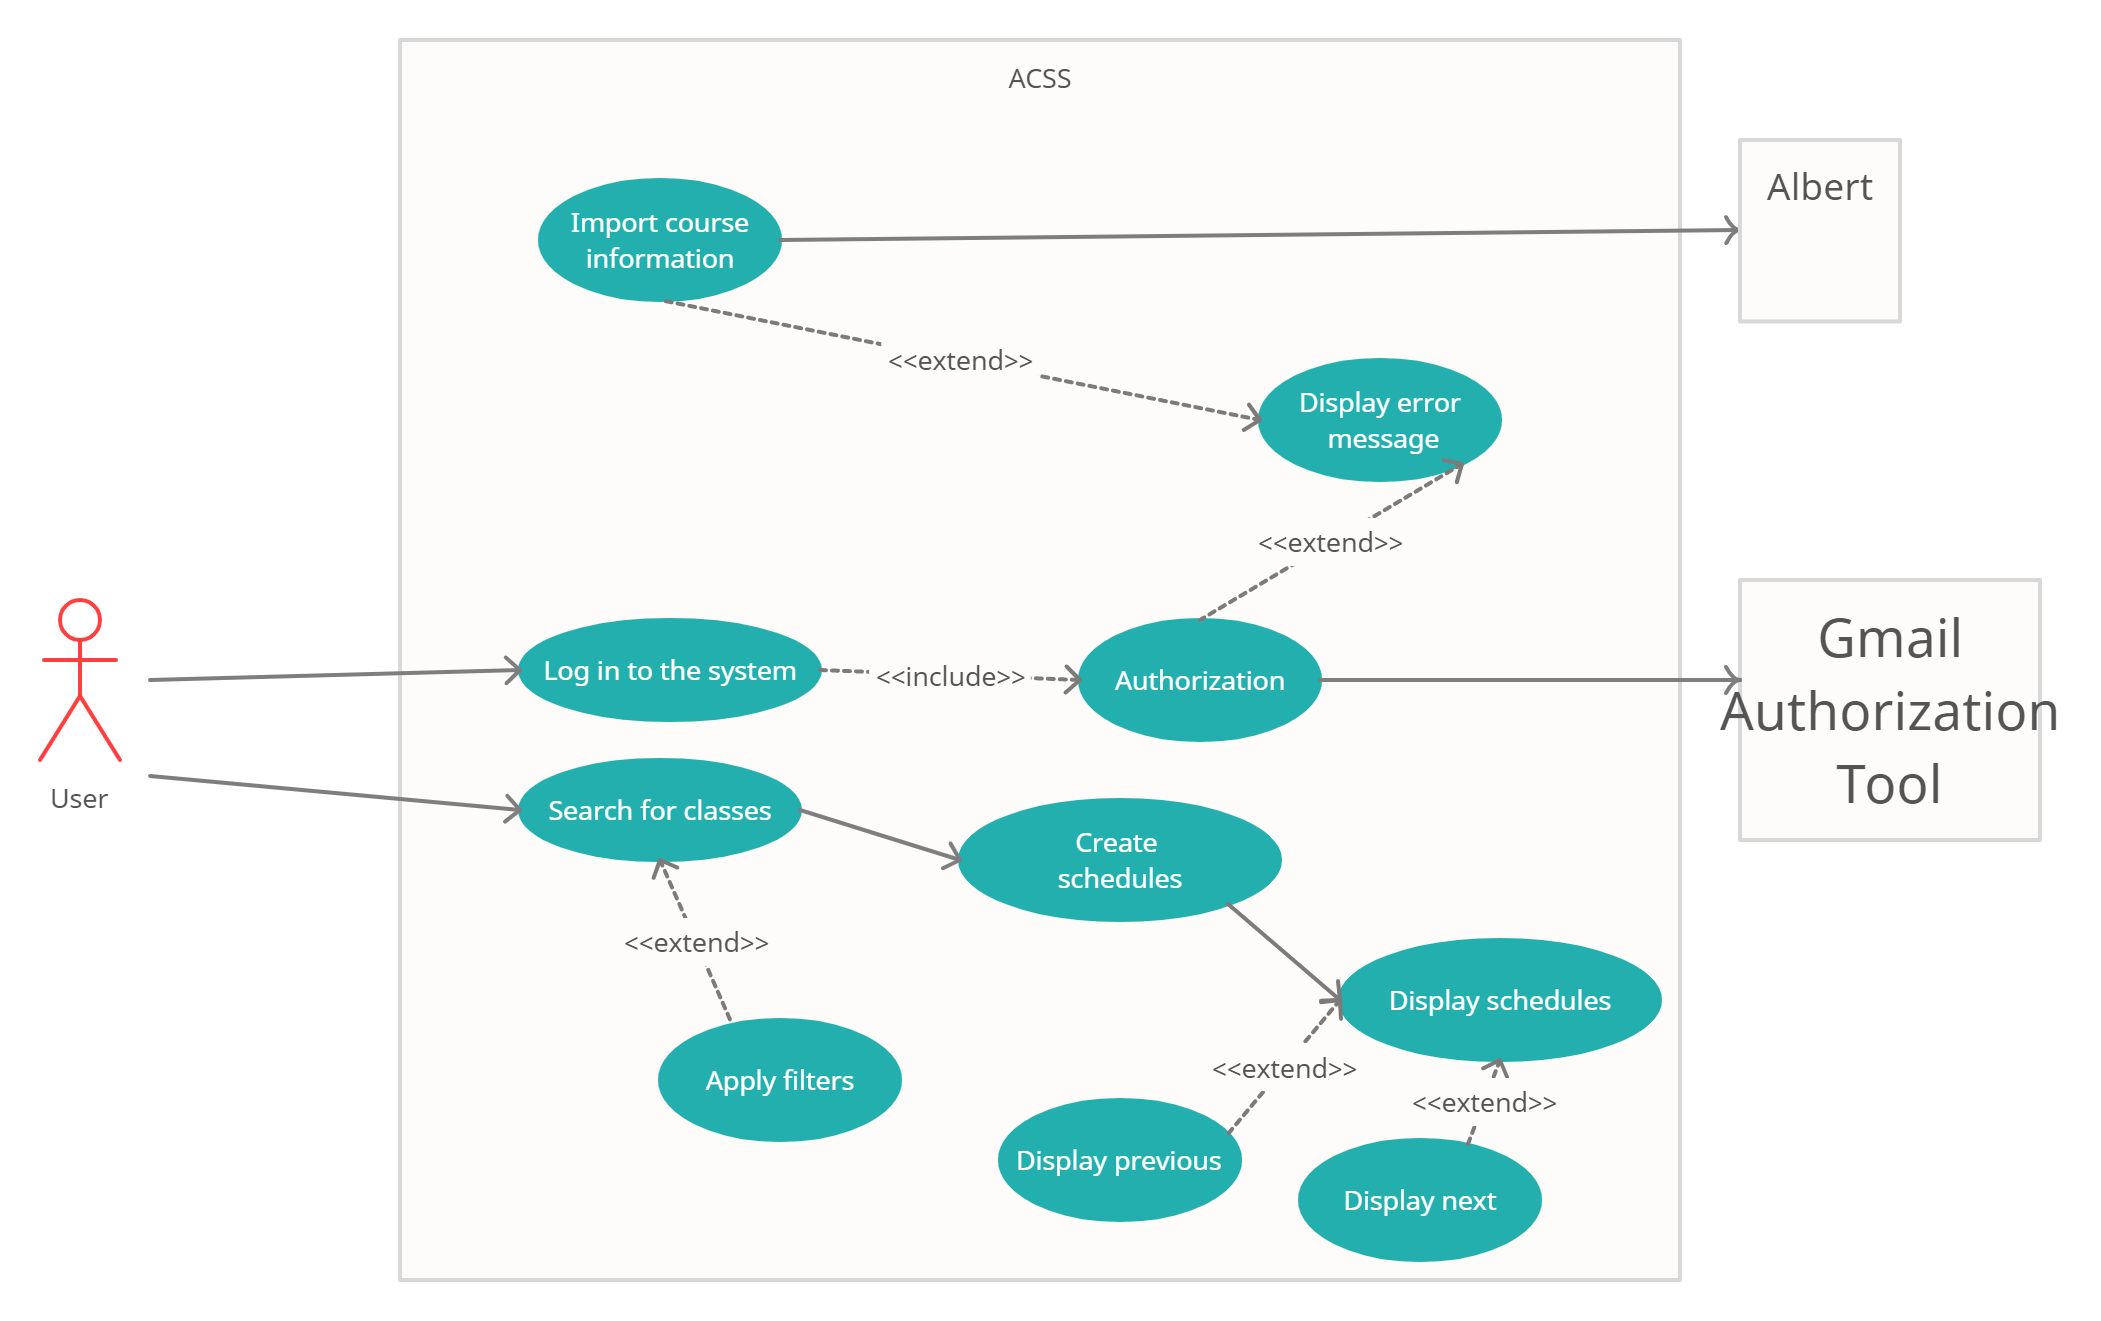 ACSS
Albert
Import course
information
<<extend>>
Display error
message
<<extend>>
Gmail
Authorization
Tool
Log in to the system
<<include>>
Authorization
User
Search for classes
Create
schedules
<<extend>>
Display schedules
Apply filters
<<extend>>
<<extend>>
Display previous
Display next